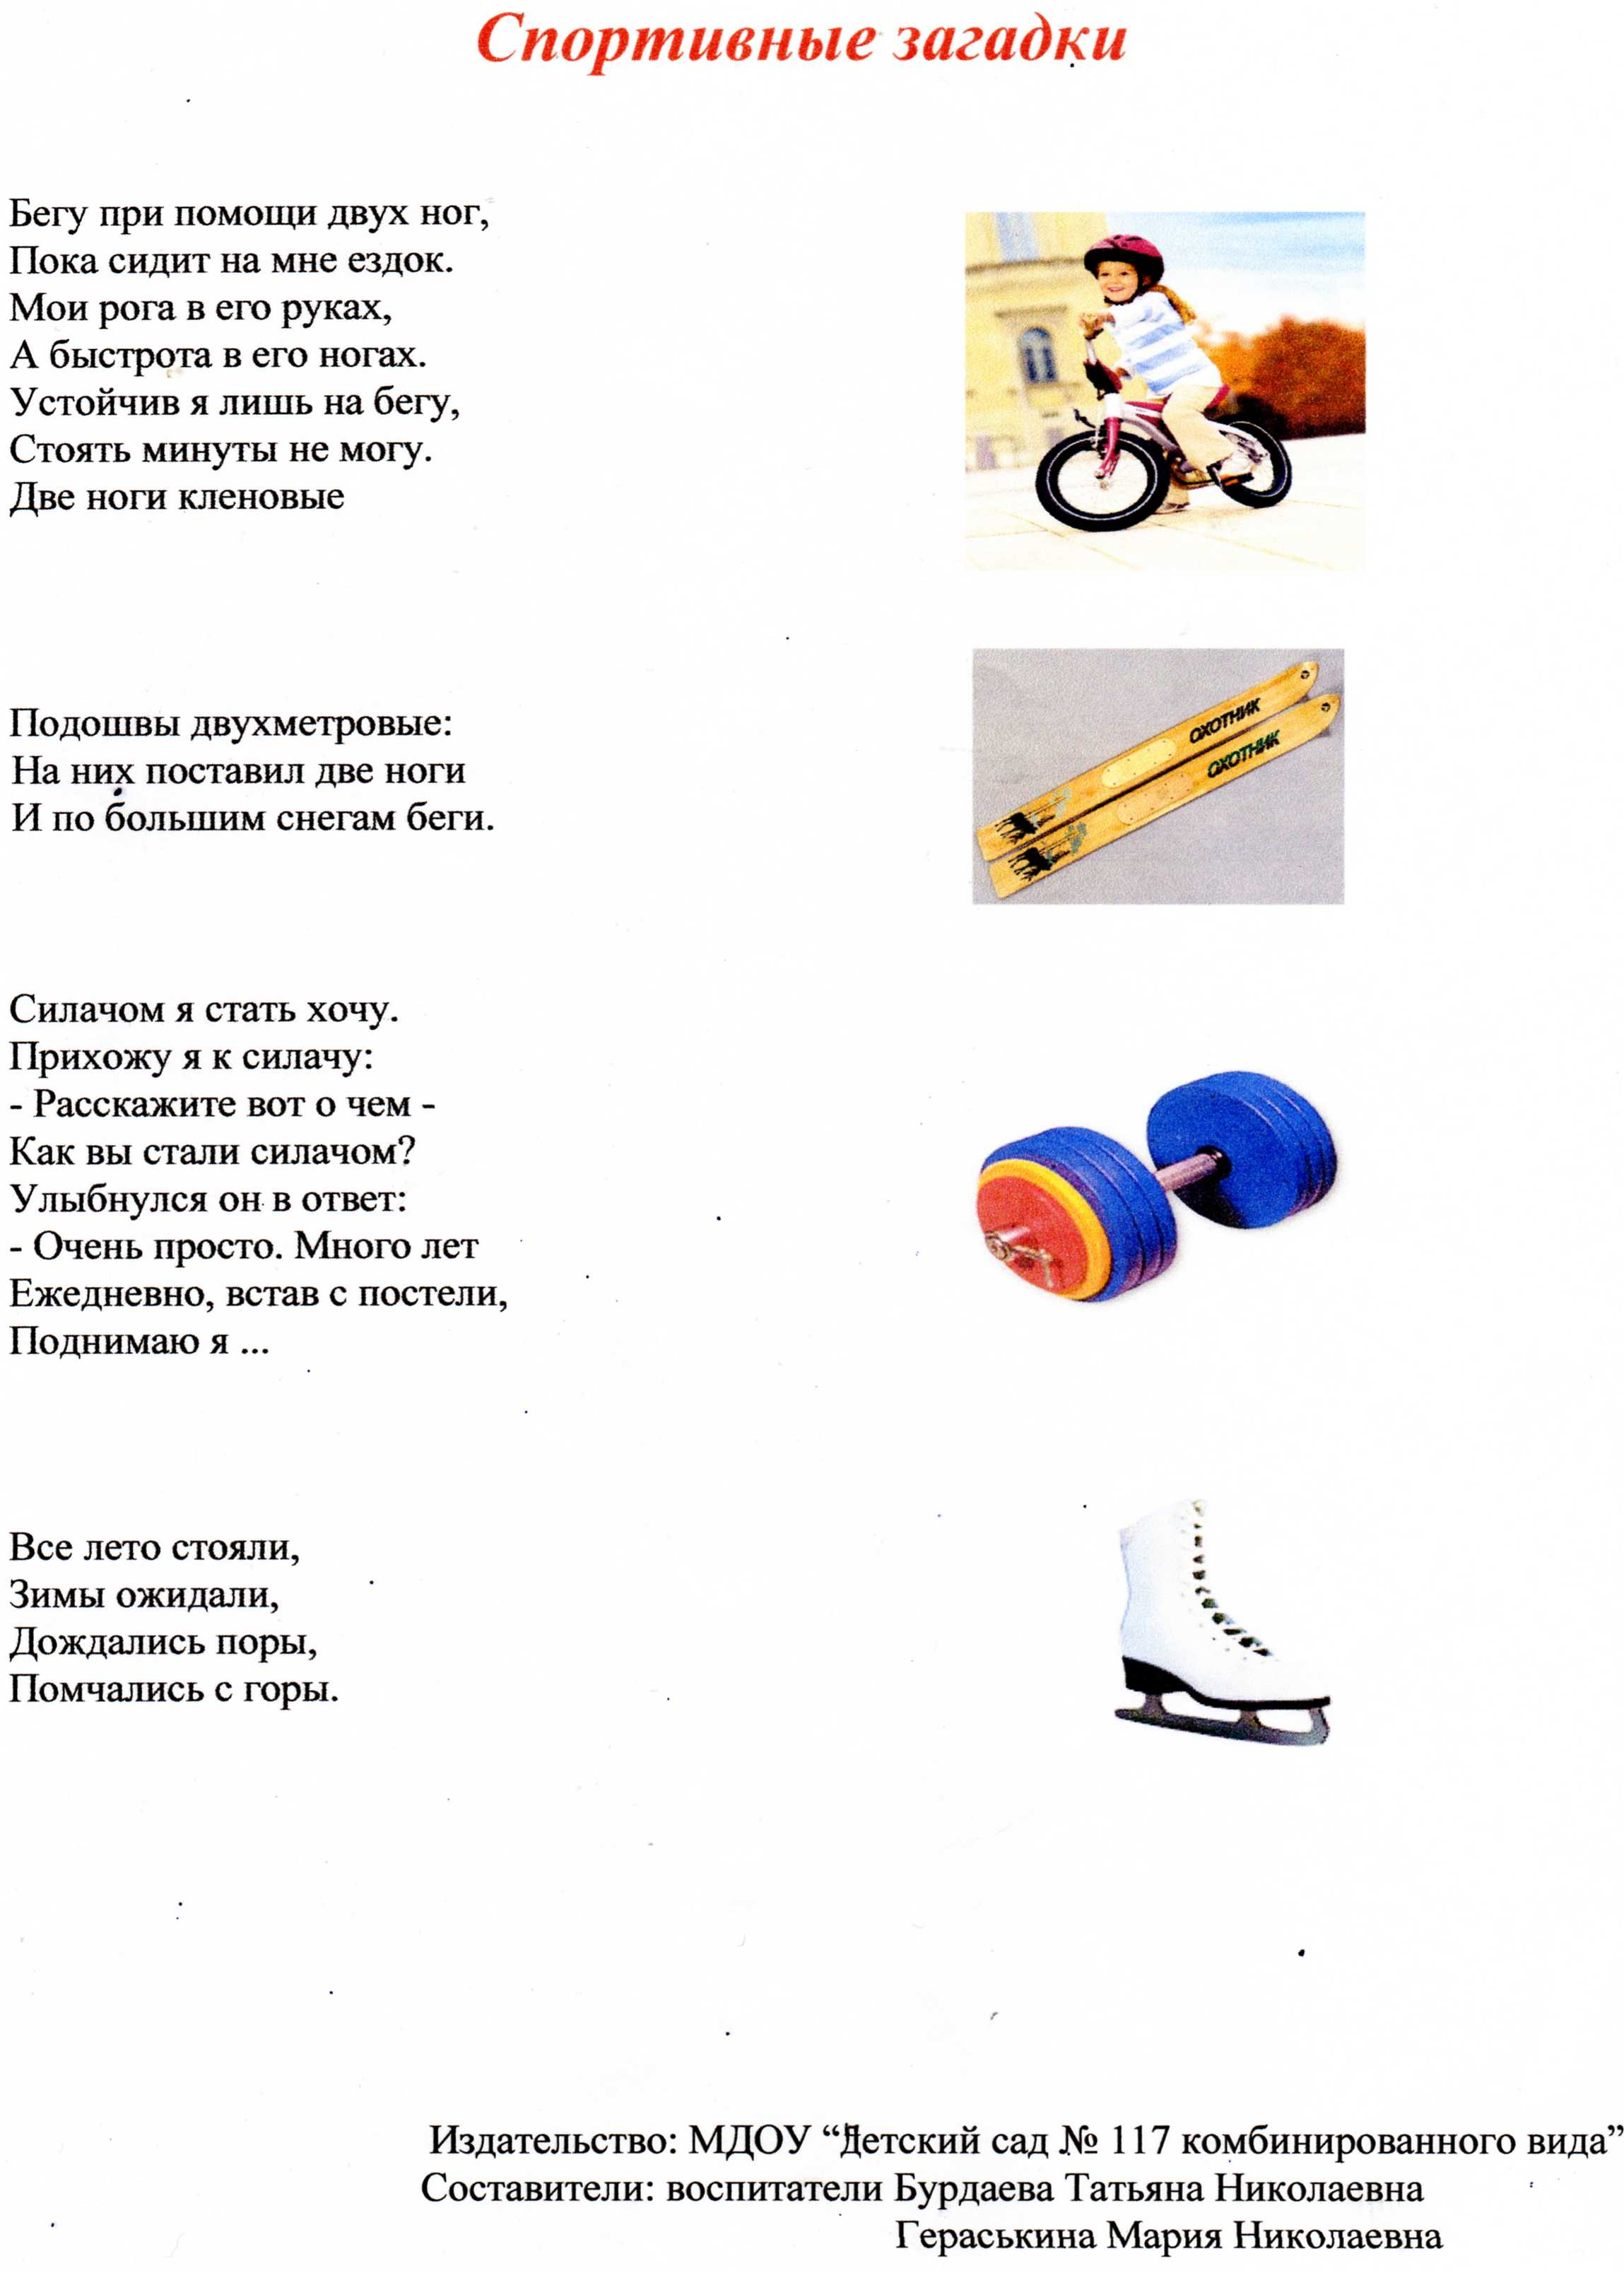 Спортивные загадки
Бегу при помощи двух ног,
Пока сидит на мне ездок.
Мои рога в его руках,
А быстрота в его ногах.
Устойчив я лишь на бегу,
Стоять минуты не могу.
Две ноги кленовые
Подошвы двухметровые:
На них поставил две ноги
И по большим снегам беги.
ОХОТНИК
ОХОТНИК
Силачом я стать хочу.
Прихожу я к силачу:
- Расскажите вот о чем -
Как вы стали силачом?
Улыбнулся он в ответ:
- Очень просто. Много лет
Ежедневно, встав с постели,
Поднимаю я ...
Все лето стояли,
Зимы ожидали,
Дождались поры,
Помчались с горы.
Издательство: МДОУ “Детский сад № 117 комбинированного вида”
Составители: воспитатели Бурдаева Татьяна Николаевна
Гераськина Мария Николаевна